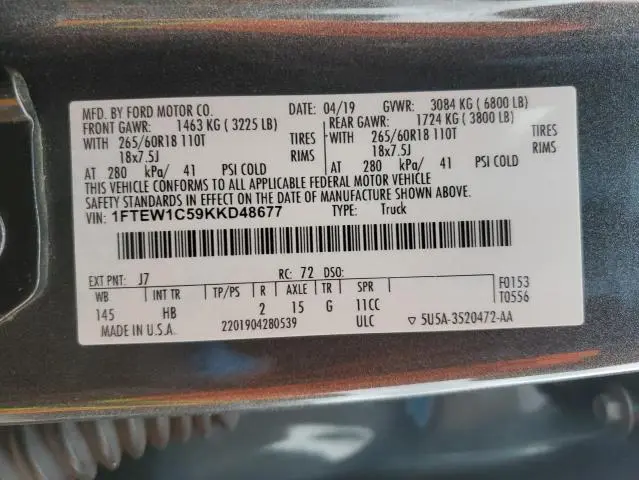 MFD. BY FORD MOTOR CO. DATE: 04/19 GVWR: 3084 KG ( 6800 LB)
FRONT GAWR: 1463 KG ( 3225 LB) REAR GAWR: 1724 KG ( 3800 LB)
WITH 265/60R18 110T TIRES WITH 265/60R18 110T TIRES
18x7.5J RIMS 18x7.5J RIMS
AT 280 kPa/ 41 PSI COLD AT 280 kPa/ 41 PSI COLD
THIS VEHICLE CONFORMS TO ALL APPLICABLE FEDERAL MOTOR VEHICLE
SAFETY STANDARDS IN EFFECT ON THE DATE OF MANUFACTURE SHOWN ABOVE.
VIN: 1FTEW1C59KKD48677 TYPE: Truck
EXT PNT: J7 RC: 72 DSO:
WB INT TR TP/PS R AXLE TR SPR F0153
145 HB 2 15 G 11CC T0556
MADE IN U.S.A. 2201904280539 ULC ▽ 5U5A-3520472-AA